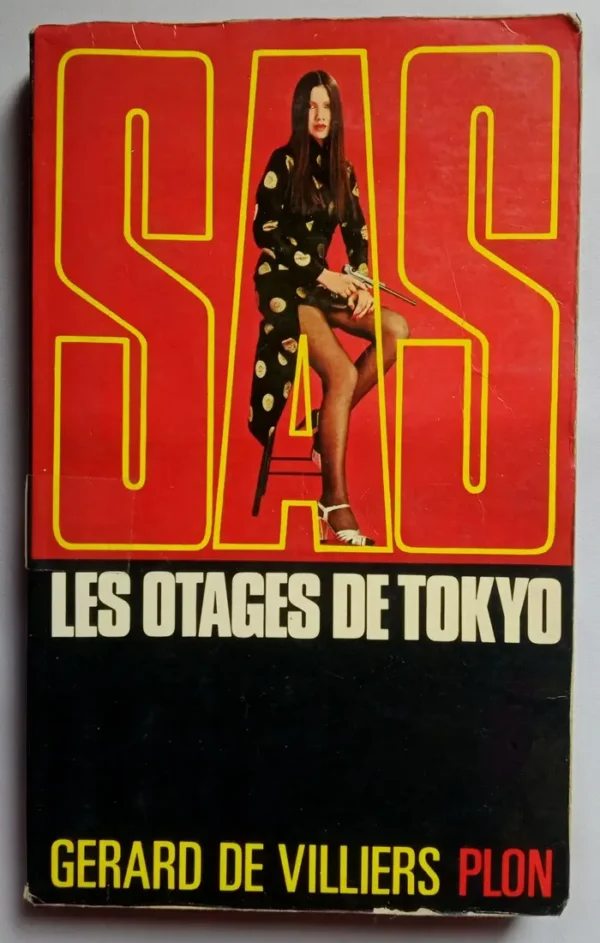 SAS
LES OTAGES DE TOKYO
GERARD DE VILLIERS PLON